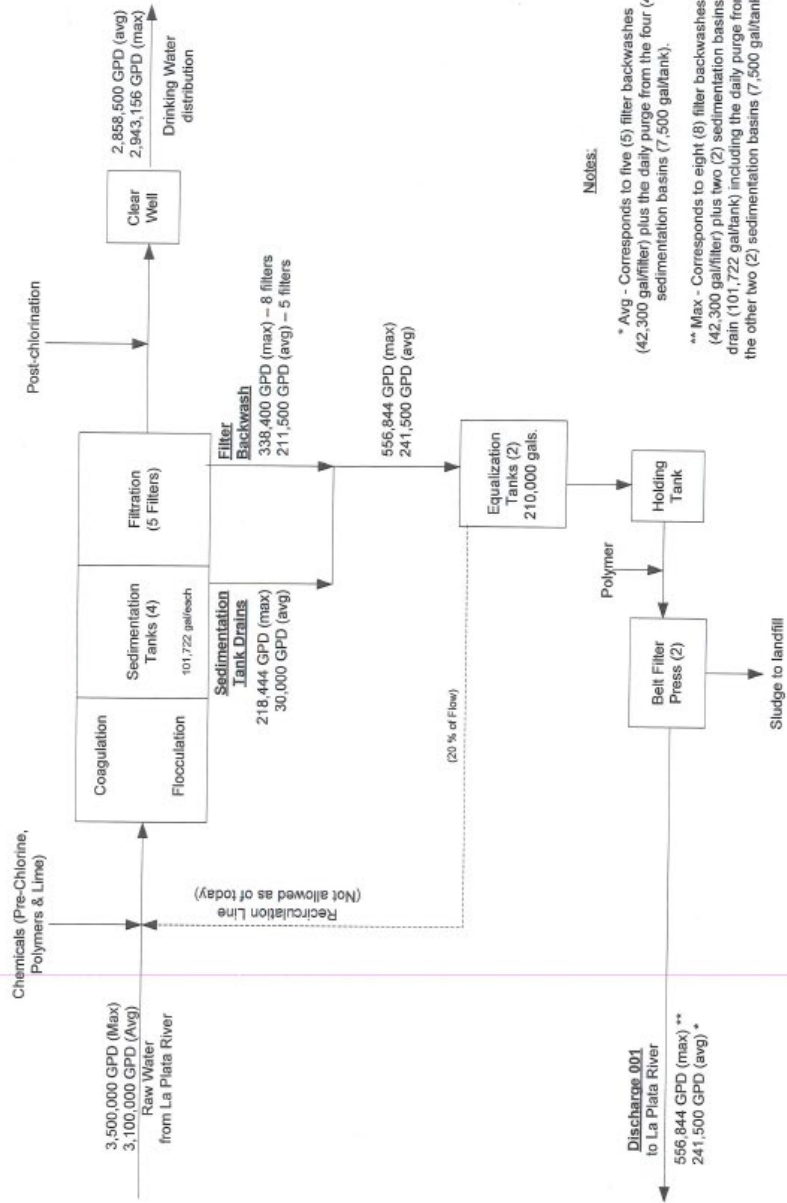 Chemicals (Pre-Chlorine,
Polymers & Lime)
3,500,000 GPD (Max)
3,100,000 GPD (Avg)
Raw Water
from La Plata River
Coagulation
Flocculation
Sedimentation
Tanks (4)
101,722 gal/each
Filtration
(5 Filters)
Post-chlorination
Clear
Well
2,858,500 GPD (avg)
2,943,156 GPD (max)
Drinking Water
distribution
Sedimentation
Tank Drains
218,444 GPD (max)
30,000 GPD (avg)
Filter
Backwash
338,400 GPD (max) – 8 filters
211,500 GPD (avg) – 5 filters
556,844 GPD (max)
241,500 GPD (avg)
Recirculation Line
(Not allowed as of today)
(20 % of Flow)
Equalization
Tanks (2)
210,000 gals.
Holding
Tank
Polymer
Belt Filter
Press (2)
Sludge to landfill
Discharge 001
to La Plata River
556,844 GPD (max) **
241,500 GPD (avg) *
Notes:
* Avg - Corresponds to five (5) filter backwashes
(42,300 gal/filter) plus the daily purge from the four (4
sedimentation basins (7,500 gal/tank).
** Max - Corresponds to eight (8) filter backwashes
(42,300 gal/filter) plus two (2) sedimentation basins
drain (101,722 gal/tank) including the daily purge from
the other two (2) sedimentation basins (7,500 gal/tank